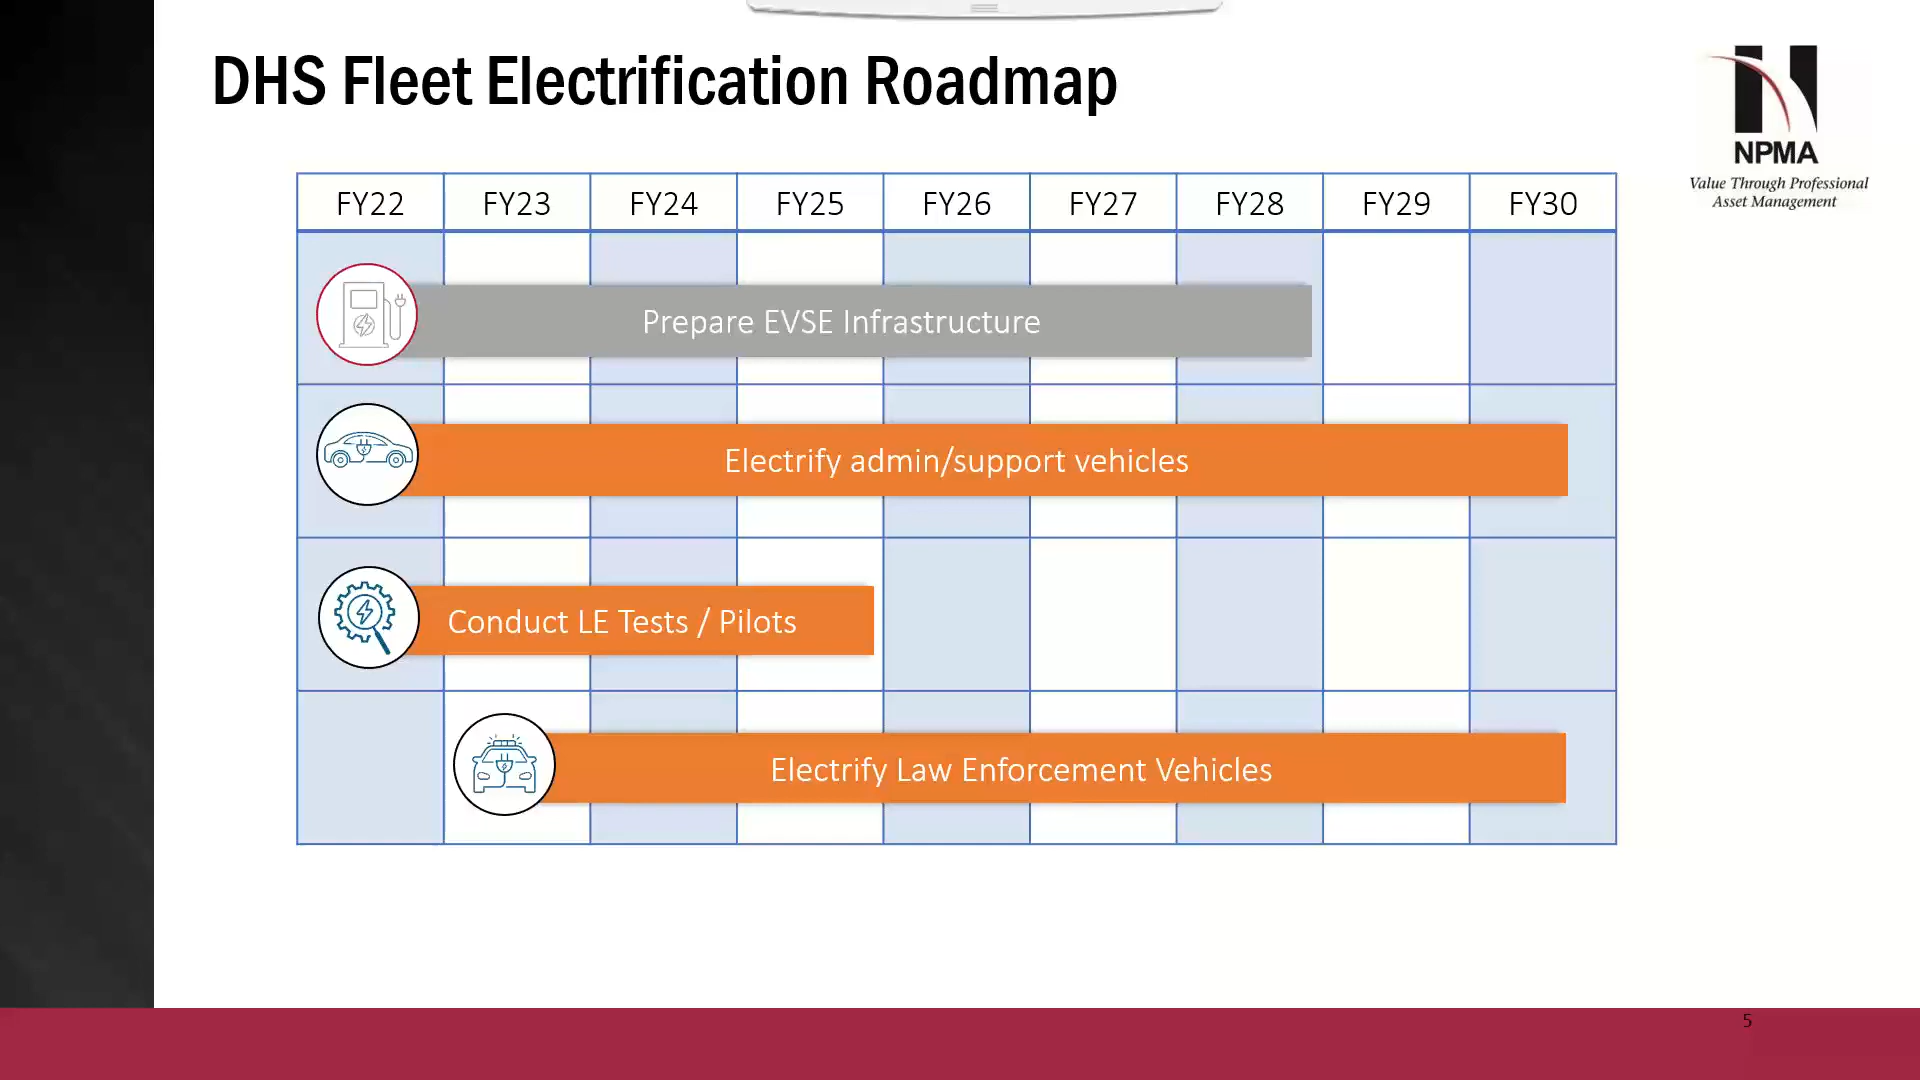 DHS Fleet Electrification Roadmap
NPMA
Value Through Professional
Asset Management
FY22 FY23 FY24 FY25 FY26 FY27 FY28 FY29 FY30
Prepare EVSE Infrastructure
Electrify admin/support vehicles
Conduct LE Tests / Pilots
Electrify Law Enforcement Vehicles
5